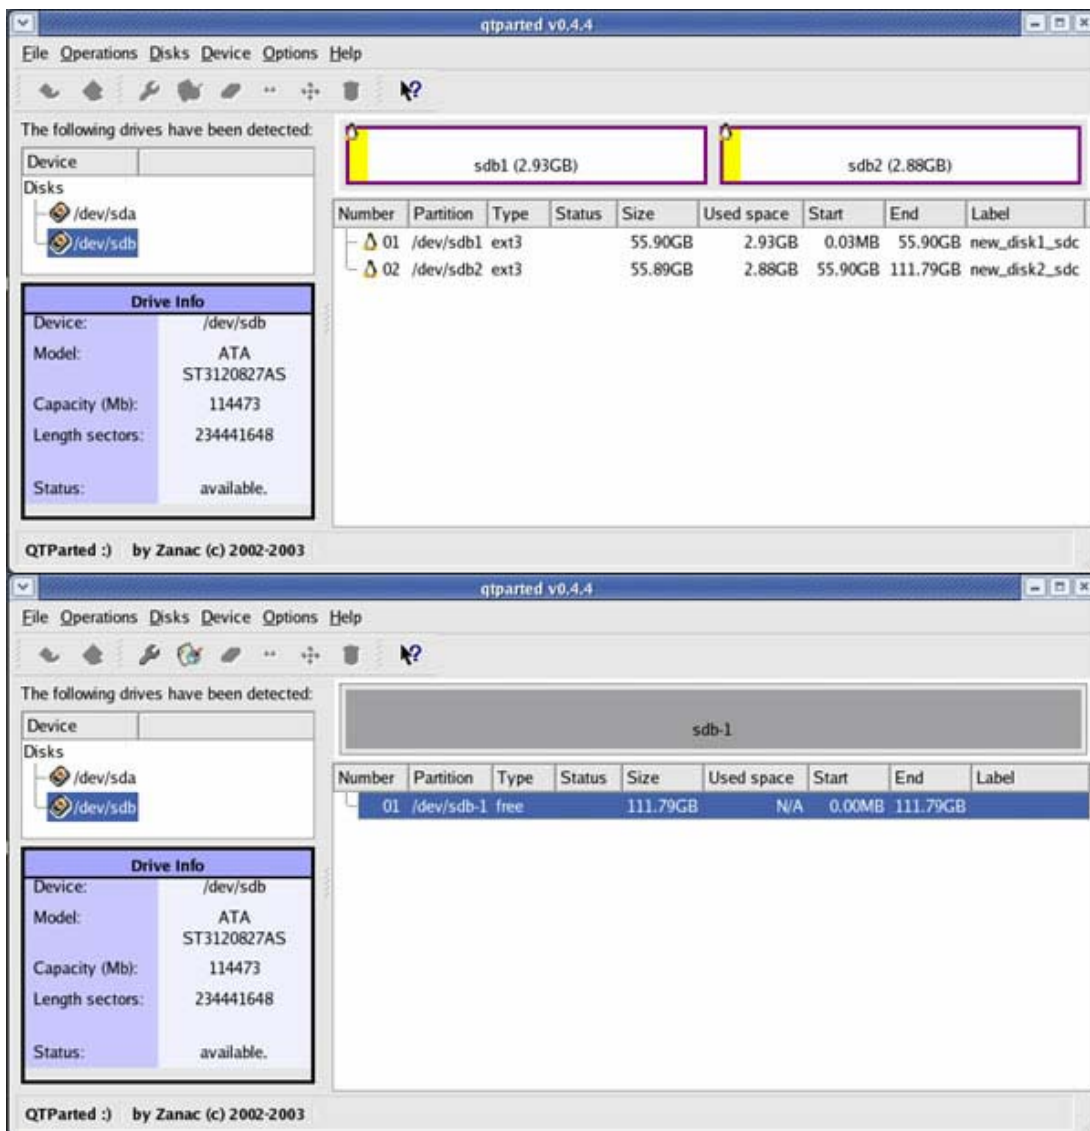 qtparted v0.4.4
File Operations Disks Device Options Help
The following drives have been detected:
Device
Disks
/dev/sda
/dev/sdb
Drive Info
Device: /dev/sdb
Model: ATA
ST3120827AS
Capacity (Mb): 114473
Length sectors: 234441648
Status: available.
sdb1 (2.93GB) sdb2 (2.88GB)
Number Partition Type Status Size Used space Start End Label
01 /dev/sdb1 ext3 55.90GB 2.93GB 0.03MB 55.90GB new_disk1_sdc
02 /dev/sdb2 ext3 55.89GB 2.88GB 55.90GB 111.79GB new_disk2_sdc
QTParted :) by Zanac (c) 2002-2003
qtparted v0.4.4
File Operations Disks Device Options Help
The following drives have been detected:
Device
Disks
/dev/sda
/dev/sdb
Drive Info
Device: /dev/sdb
Model: ATA
ST3120827AS
Capacity (Mb): 114473
Length sectors: 234441648
Status: available.
sdb-1
Number Partition Type Status Size Used space Start End Label
01 /dev/sdb-1 free 111.79GB N/A 0.00MB 111.79GB
QTParted :) by Zanac (c) 2002-2003